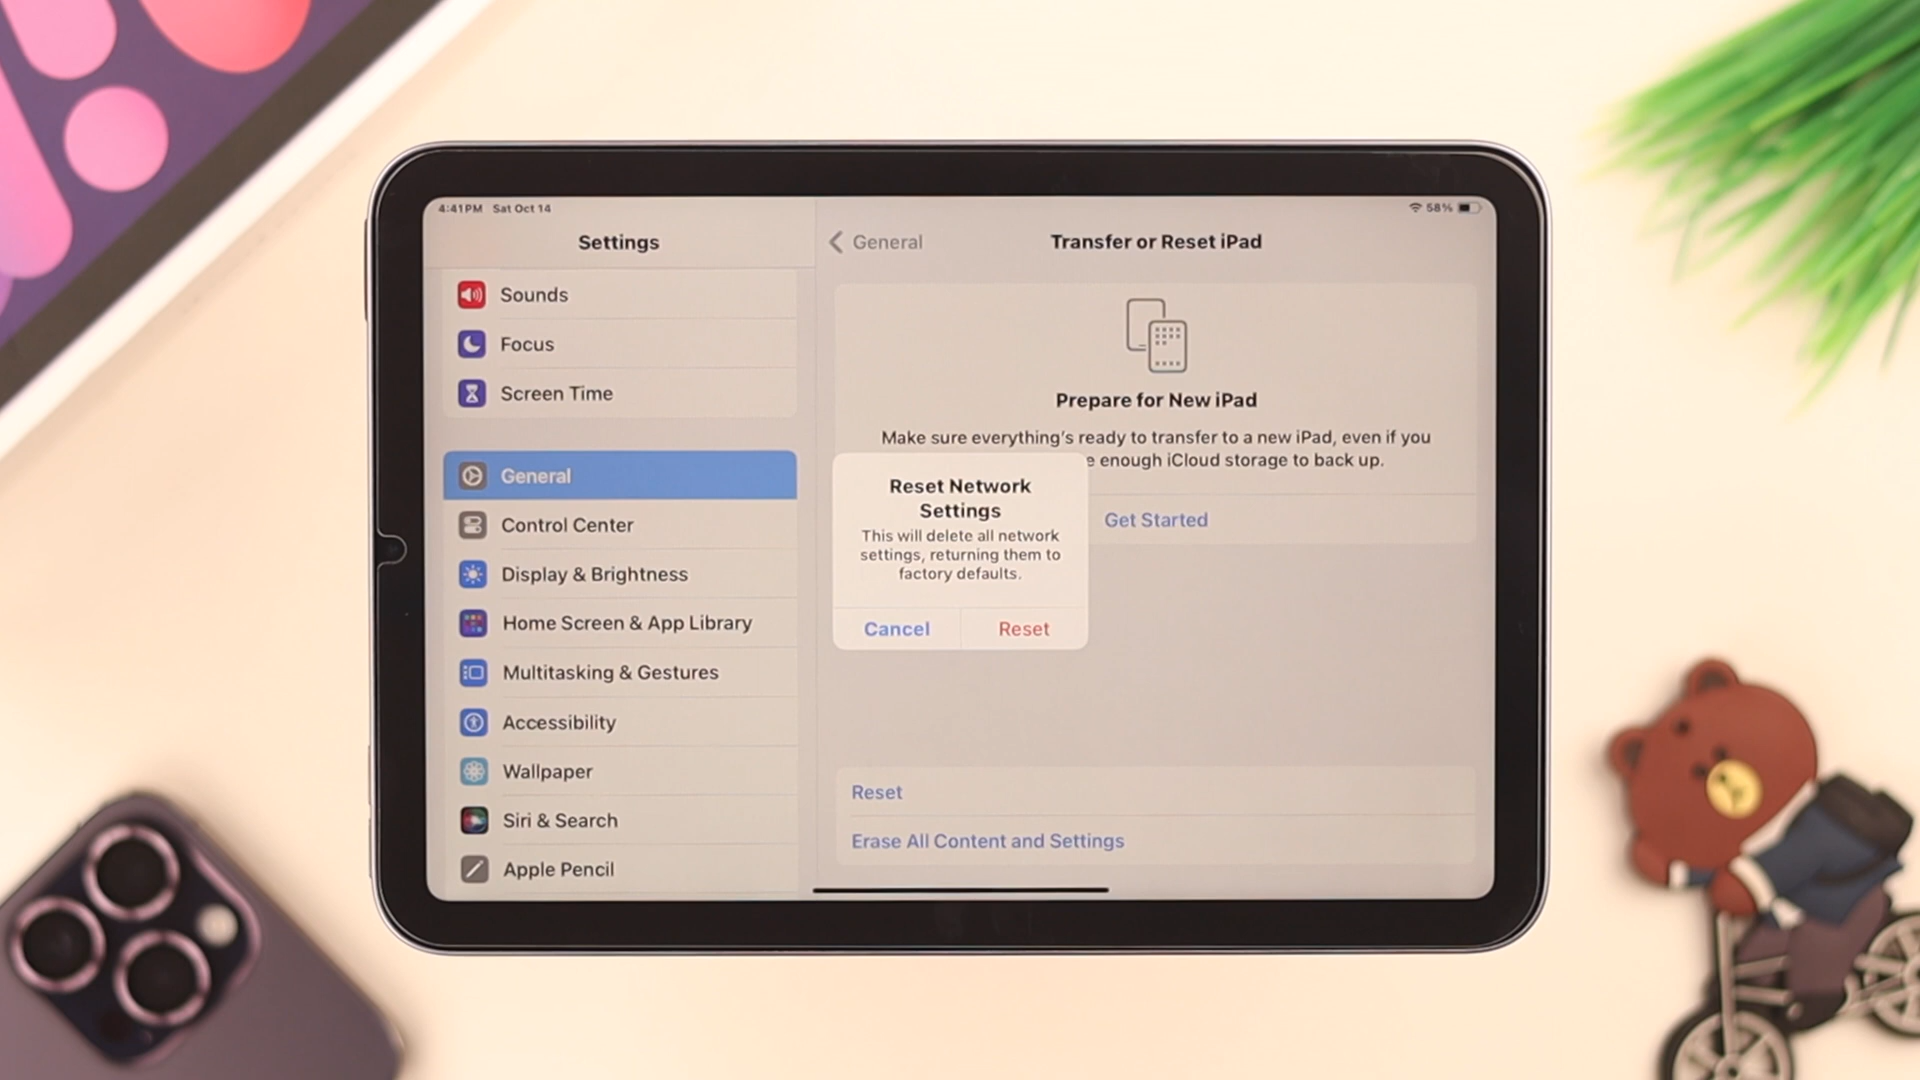 4:41PM Sat Oct 14
58%
Settings
Sounds
Focus
Screen Time
General
Control Center
Display & Brightness
Home Screen & App Library
Multitasking & Gestures
Accessibility
Wallpaper
Siri & Search
Apple Pencil
General
Transfer or Reset iPad
Prepare for New iPad
Make sure everything's ready to transfer to a new iPad, even if you
enough iCloud storage to back up.
Get Started
Reset Network
Settings
This will delete all network
settings, returning them to
factory defaults.
Cancel
Reset
Reset
Erase All Content and Settings